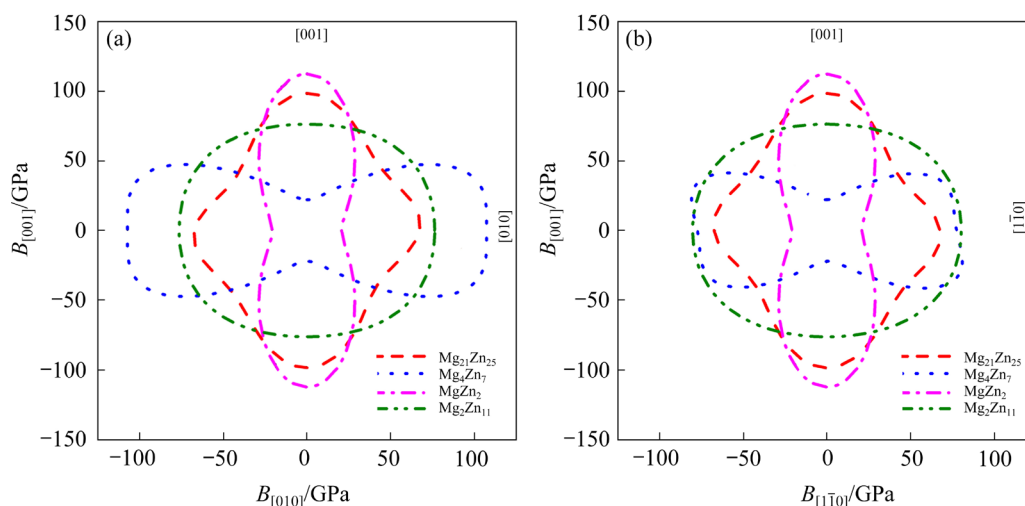 (a)
[001]
150
100
50
0
−50
−100
−150
B[001]/GPa
[010]
Mg21Zn25
Mg4Zn7
MgZn2
Mg2Zn11
−100 −50 0 50 100
B[010]/GPa
(b)
[001]
150
100
50
0
−50
−100
−150
B[001]/GPa
[11̄0]
Mg21Zn25
Mg4Zn7
MgZn2
Mg2Zn11
−100 −50 0 50 100
B[11̄0]/GPa